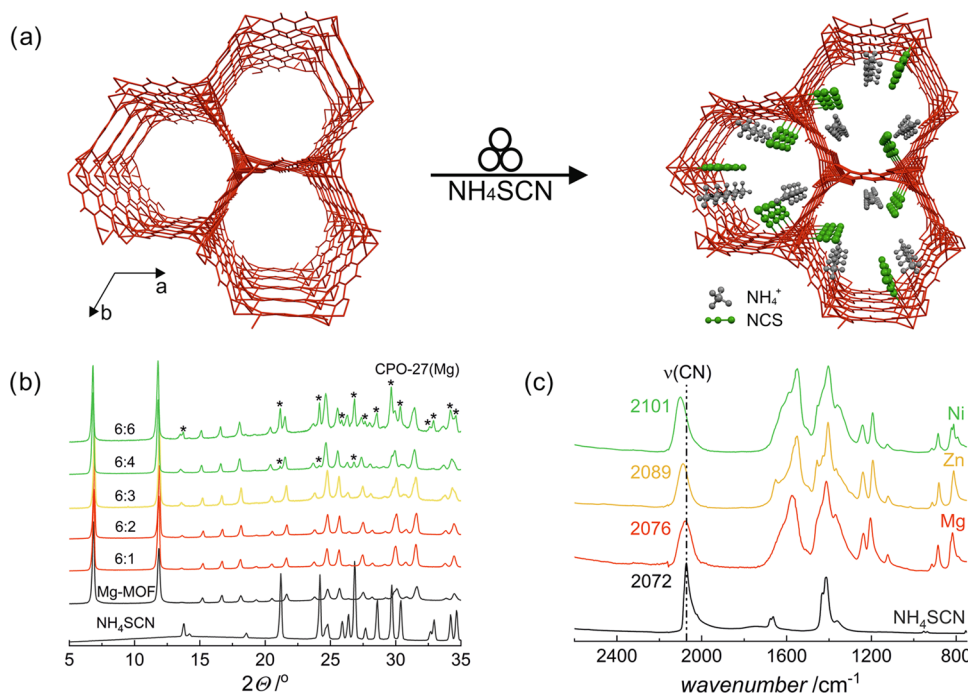 (a)
a
b
NH₄SCN
NH₄⁺
NCS
(b)
CPO-27(Mg)
* * * * * * * * * * * * *
6:6
6:4
* * * * *
6:3
6:2
6:1
Mg-MOF
NH₄SCN
5 10 15 20 25 30 35
2Θ /º
(c)
ν(CN)
2101
Ni
2089
Zn
2076
Mg
2072
NH₄SCN
2400 2000 1600 1200 800
wavenumber /cm⁻¹